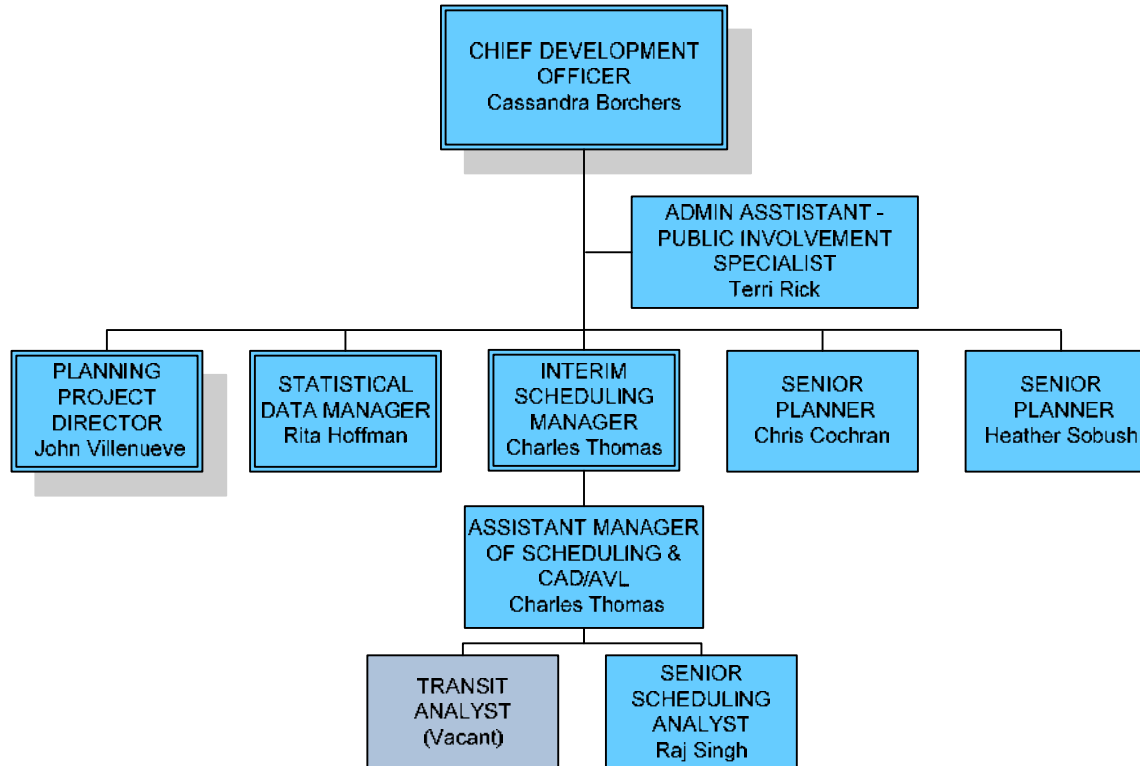 CHIEF DEVELOPMENT
OFFICER
Cassandra Borchers
ADMIN ASSTISTANT -
PUBLIC INVOLVEMENT
SPECIALIST
Terri Rick
PLANNING
PROJECT
DIRECTOR
John Villenueve
STATISTICAL
DATA MANAGER
Rita Hoffman
INTERIM
SCHEDULING
MANAGER
Charles Thomas
SENIOR
PLANNER
Chris Cochran
SENIOR
PLANNER
Heather Sobush
ASSISTANT MANAGER
OF SCHEDULING &
CAD/AVL
Charles Thomas
TRANSIT
ANALYST
(Vacant)
SENIOR
SCHEDULING
ANALYST
Raj Singh